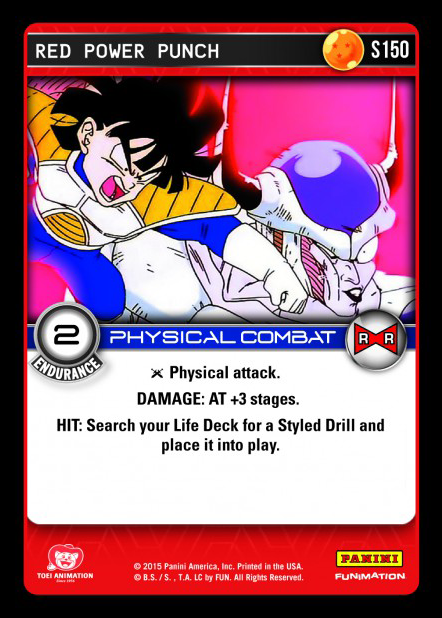 RED POWER PUNCH
S150
2
ENDURANCE
PHYSICAL COMBAT
R R
Physical attack.
DAMAGE: AT +3 stages.
HIT: Search your Life Deck for a Styled Drill and
place it into play.
TOEI ANIMATION
Since 1956
© 2015 Panini America, Inc. Printed in the USA.
© B.S. / S. , T.A. LC by FUN. All Rights Reserved.
PANINI
FUNIMATION